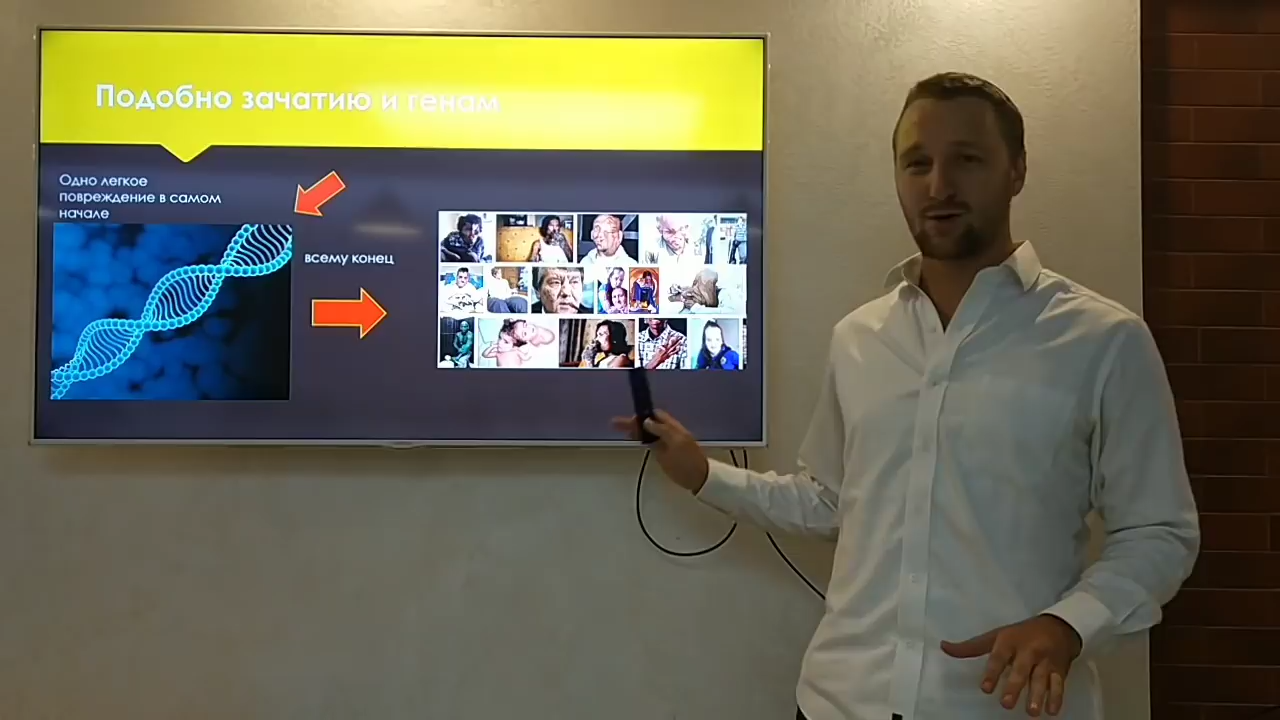 Подобно зачатию и генам
Одно легкое
повреждение в самом
начале
всему конец